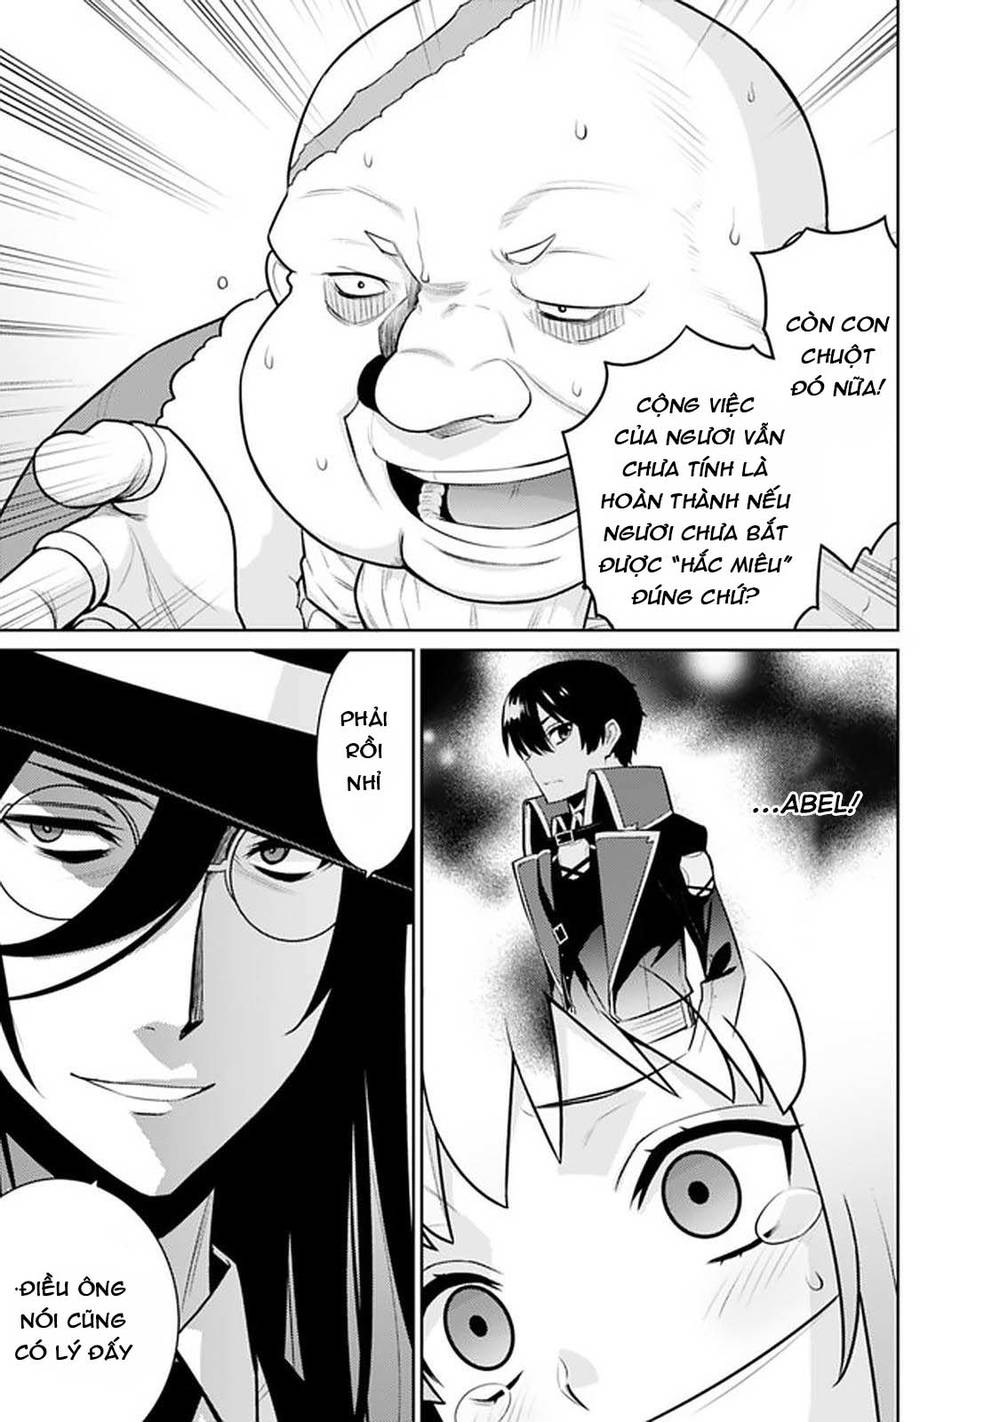 CÒN CON
CHUỘT
ĐÓ NỮA!
CỘNG VIỆC
CỦA NGƯƠI VẪN
CHƯA TÍNH LÀ
HOÀN THÀNH NẾU
NGƯƠI CHƯA BẮT
ĐƯỢC "HẮC MIÊU"
ĐÚNG CHỨ?
...ABEL!
PHẢI
RỒI
NHỈ
ĐIỀU ÔNG
NÓI CŨNG
CÓ LÝ ĐẤY